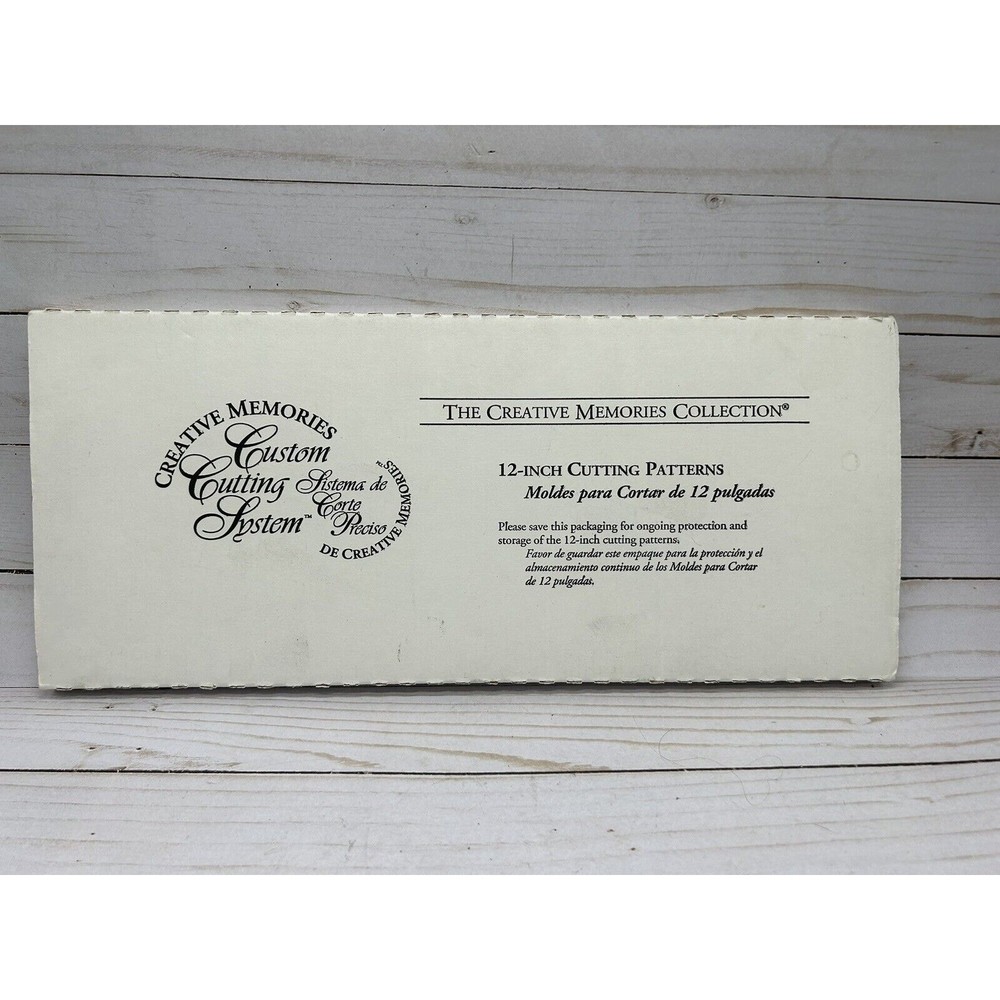 CREATIVE MEMORIES
Custom
Cutting
System™
Sistema de
Corte
Preciso
DE CREATIVE MEMORIES™
THE CREATIVE MEMORIES COLLECTION®
12-INCH CUTTING PATTERNS
Moldes para Cortar de 12 pulgadas
Please save this packaging for ongoing protection and
storage of the 12-inch cutting patterns.
Favor de guardar este empaque para la protección y el
almacenamiento continuo de los Moldes para Cortar
de 12 pulgadas.